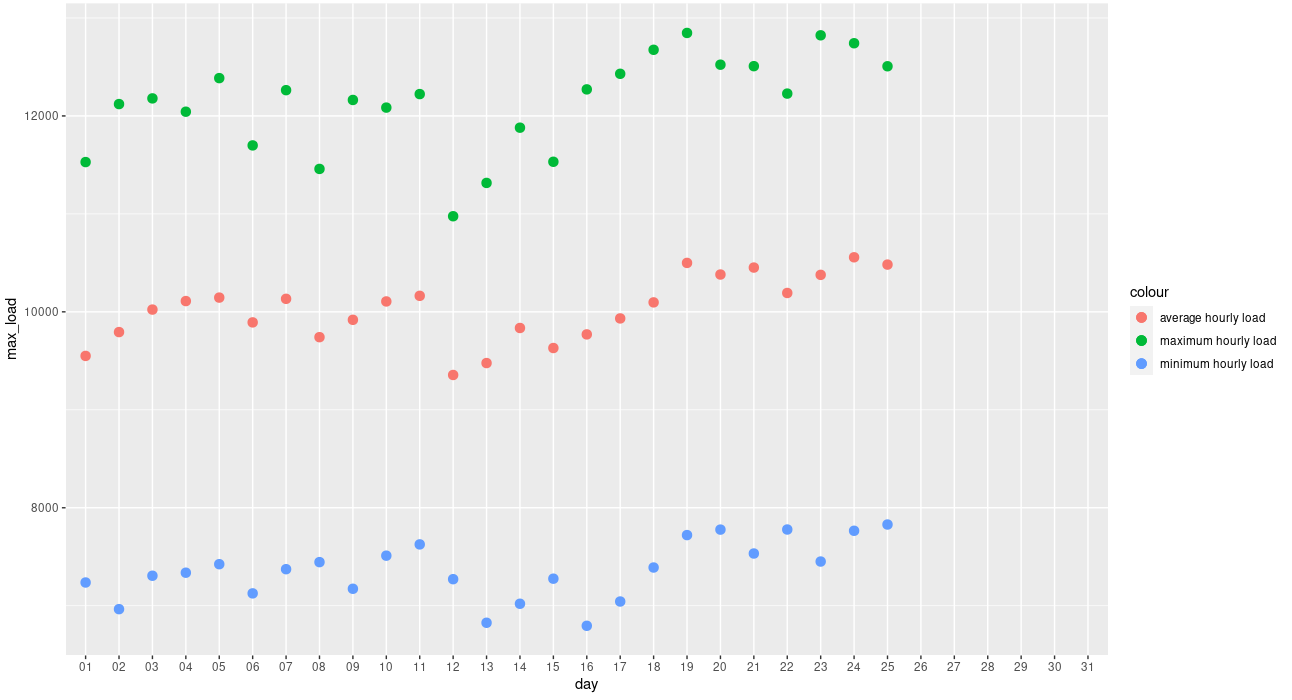 12000
10000
8000
max_load
01 02 03 04 05 06 07 08 09 10 11 12 13 14 15 16 17 18 19 20 21 22 23 24 25 26 27 28 29 30 31
day
colour
average hourly load
maximum hourly load
minimum hourly load